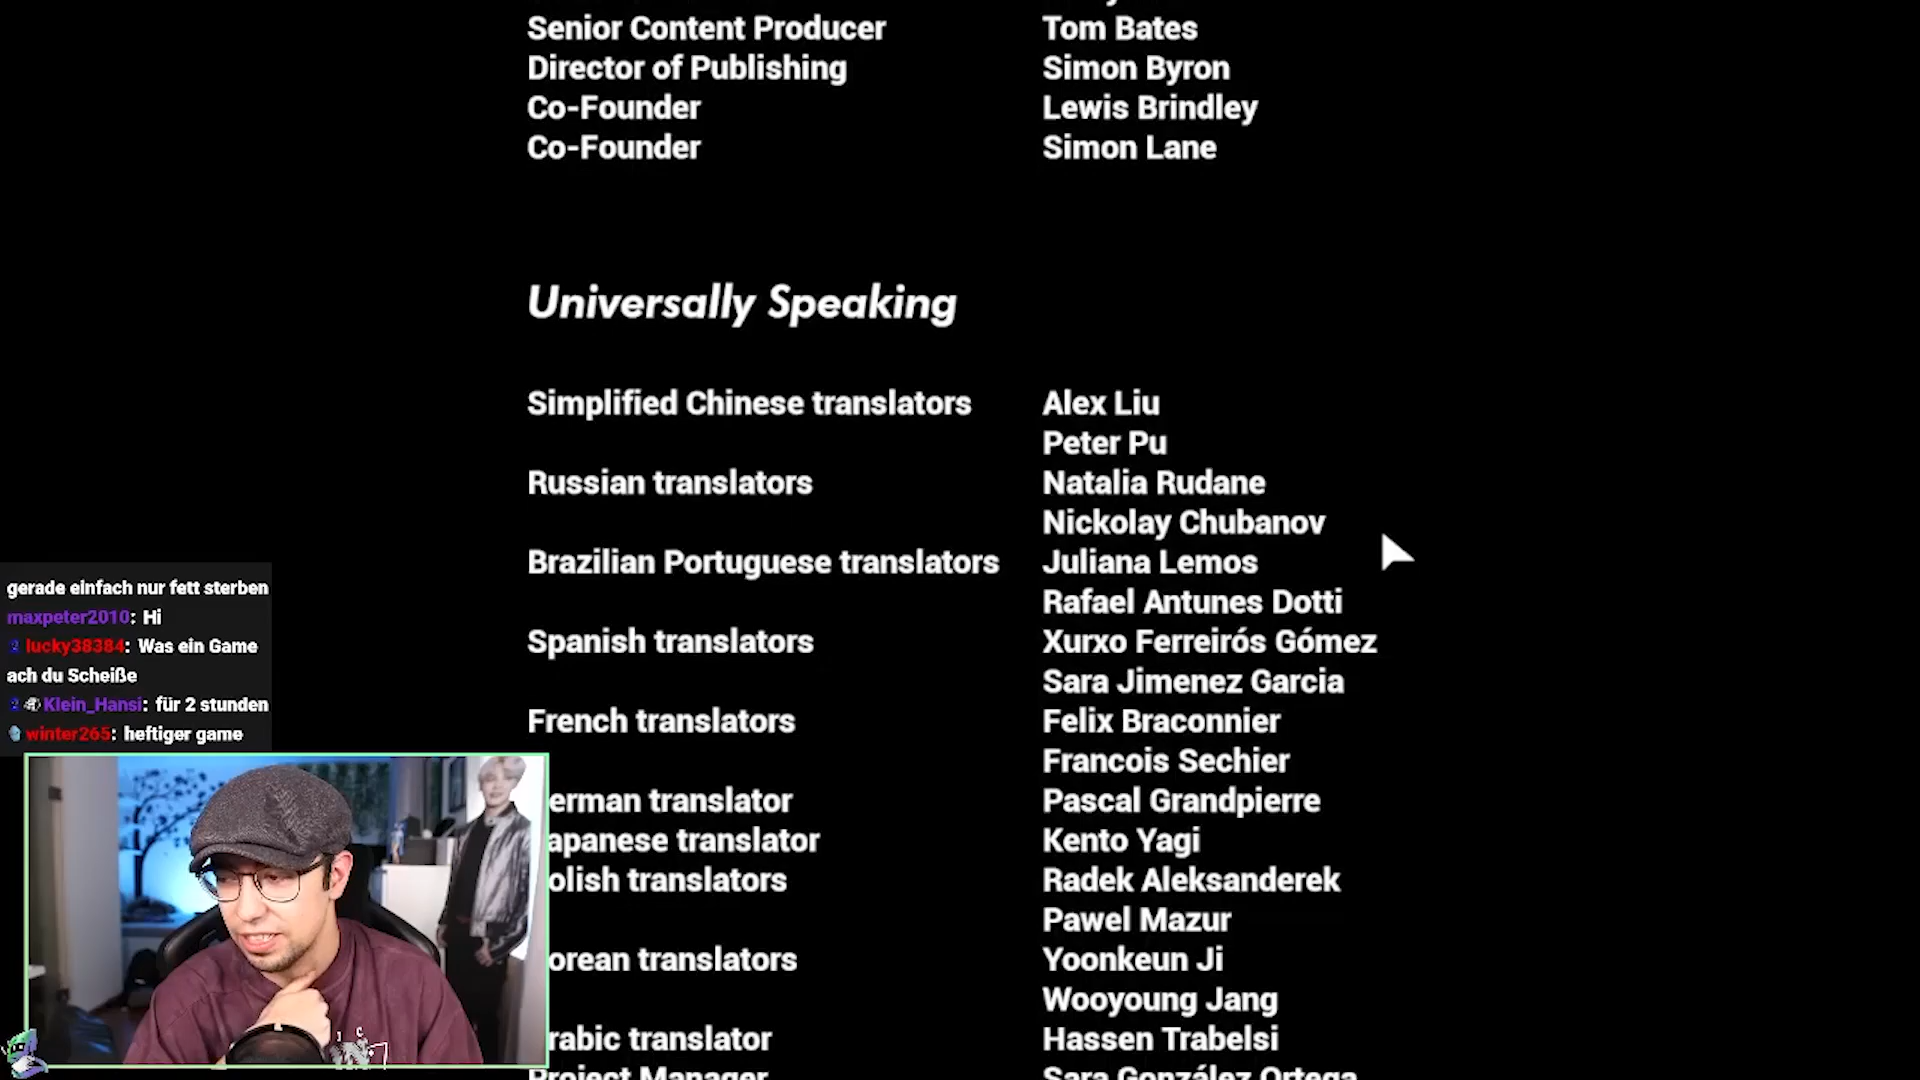 Senior Content Producer Tom Bates
Director of Publishing Simon Byron
Co-Founder Lewis Brindley
Co-Founder Simon Lane
Universally Speaking
Simplified Chinese translators Alex Liu
Peter Pu
Russian translators Natalia Rudane
Nickolay Chubanov
Brazilian Portuguese translators Juliana Lemos
Rafael Antunes Dotti
Spanish translators Xurxo Ferreirós Gómez
Sara Jimenez Garcia
French translators Felix Braconnier
Francois Sechier
erman translator Pascal Grandpierre
apanese translator Kento Yagi
olish translators Radek Aleksanderek
Pawel Mazur
orean translators Yoonkeun Ji
Wooyoung Jang
rabic translator Hassen Trabelsi
Project Manager Sara González Ortega
gerade einfach nur fett sterben
maxpeter2010: Hi
lucky38384: Was ein Game
ach du Scheiße
Klein_Hansi: für 2 stunden
winter265: heftiger game